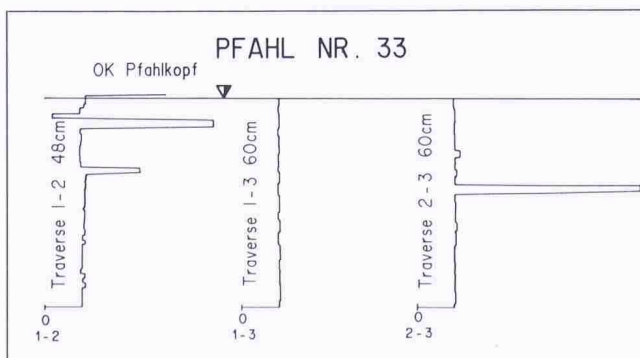 PFAHL NR. 33
OK Pfahlkopf
Traverse 1-2 48cm
Traverse 1-3 60cm
Traverse 2-3 60cm
0
1-2
0
1-3
0
2-3